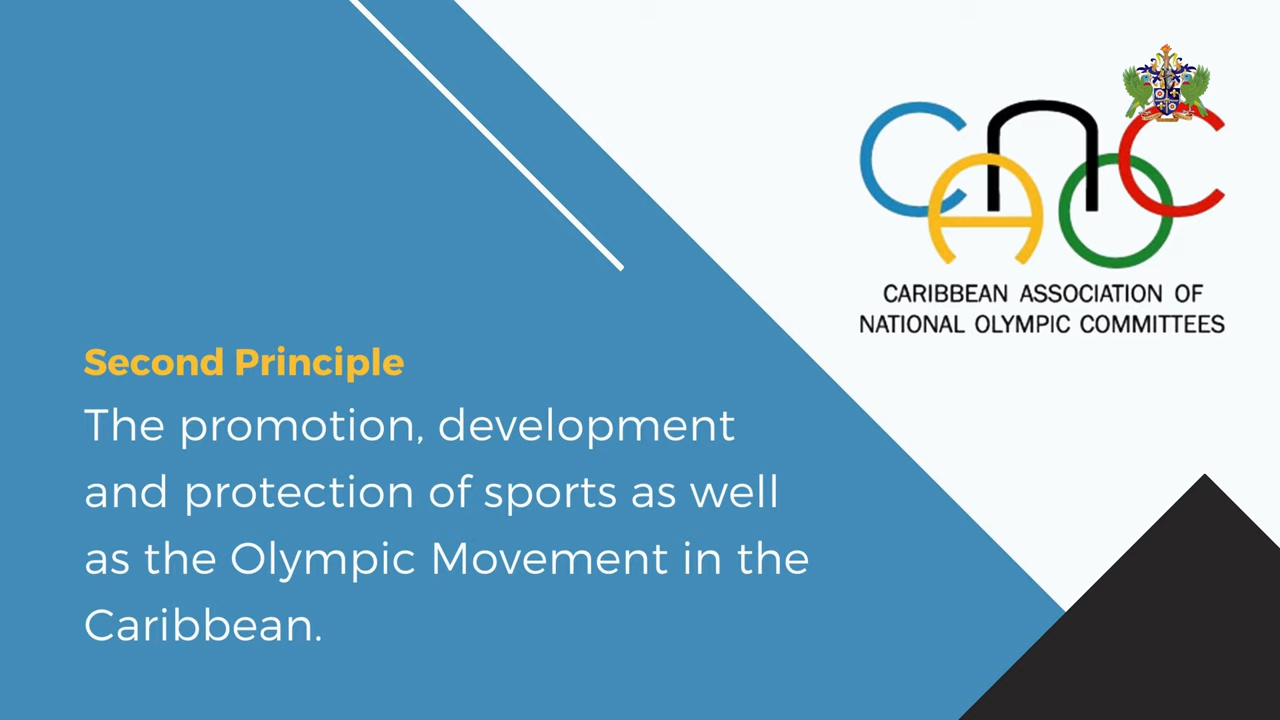 CANOC
CARIBBEAN ASSOCIATION OF
NATIONAL OLYMPIC COMMITTEES
Second Principle
The promotion, development
and protection of sports as well
as the Olympic Movement in the
Caribbean.